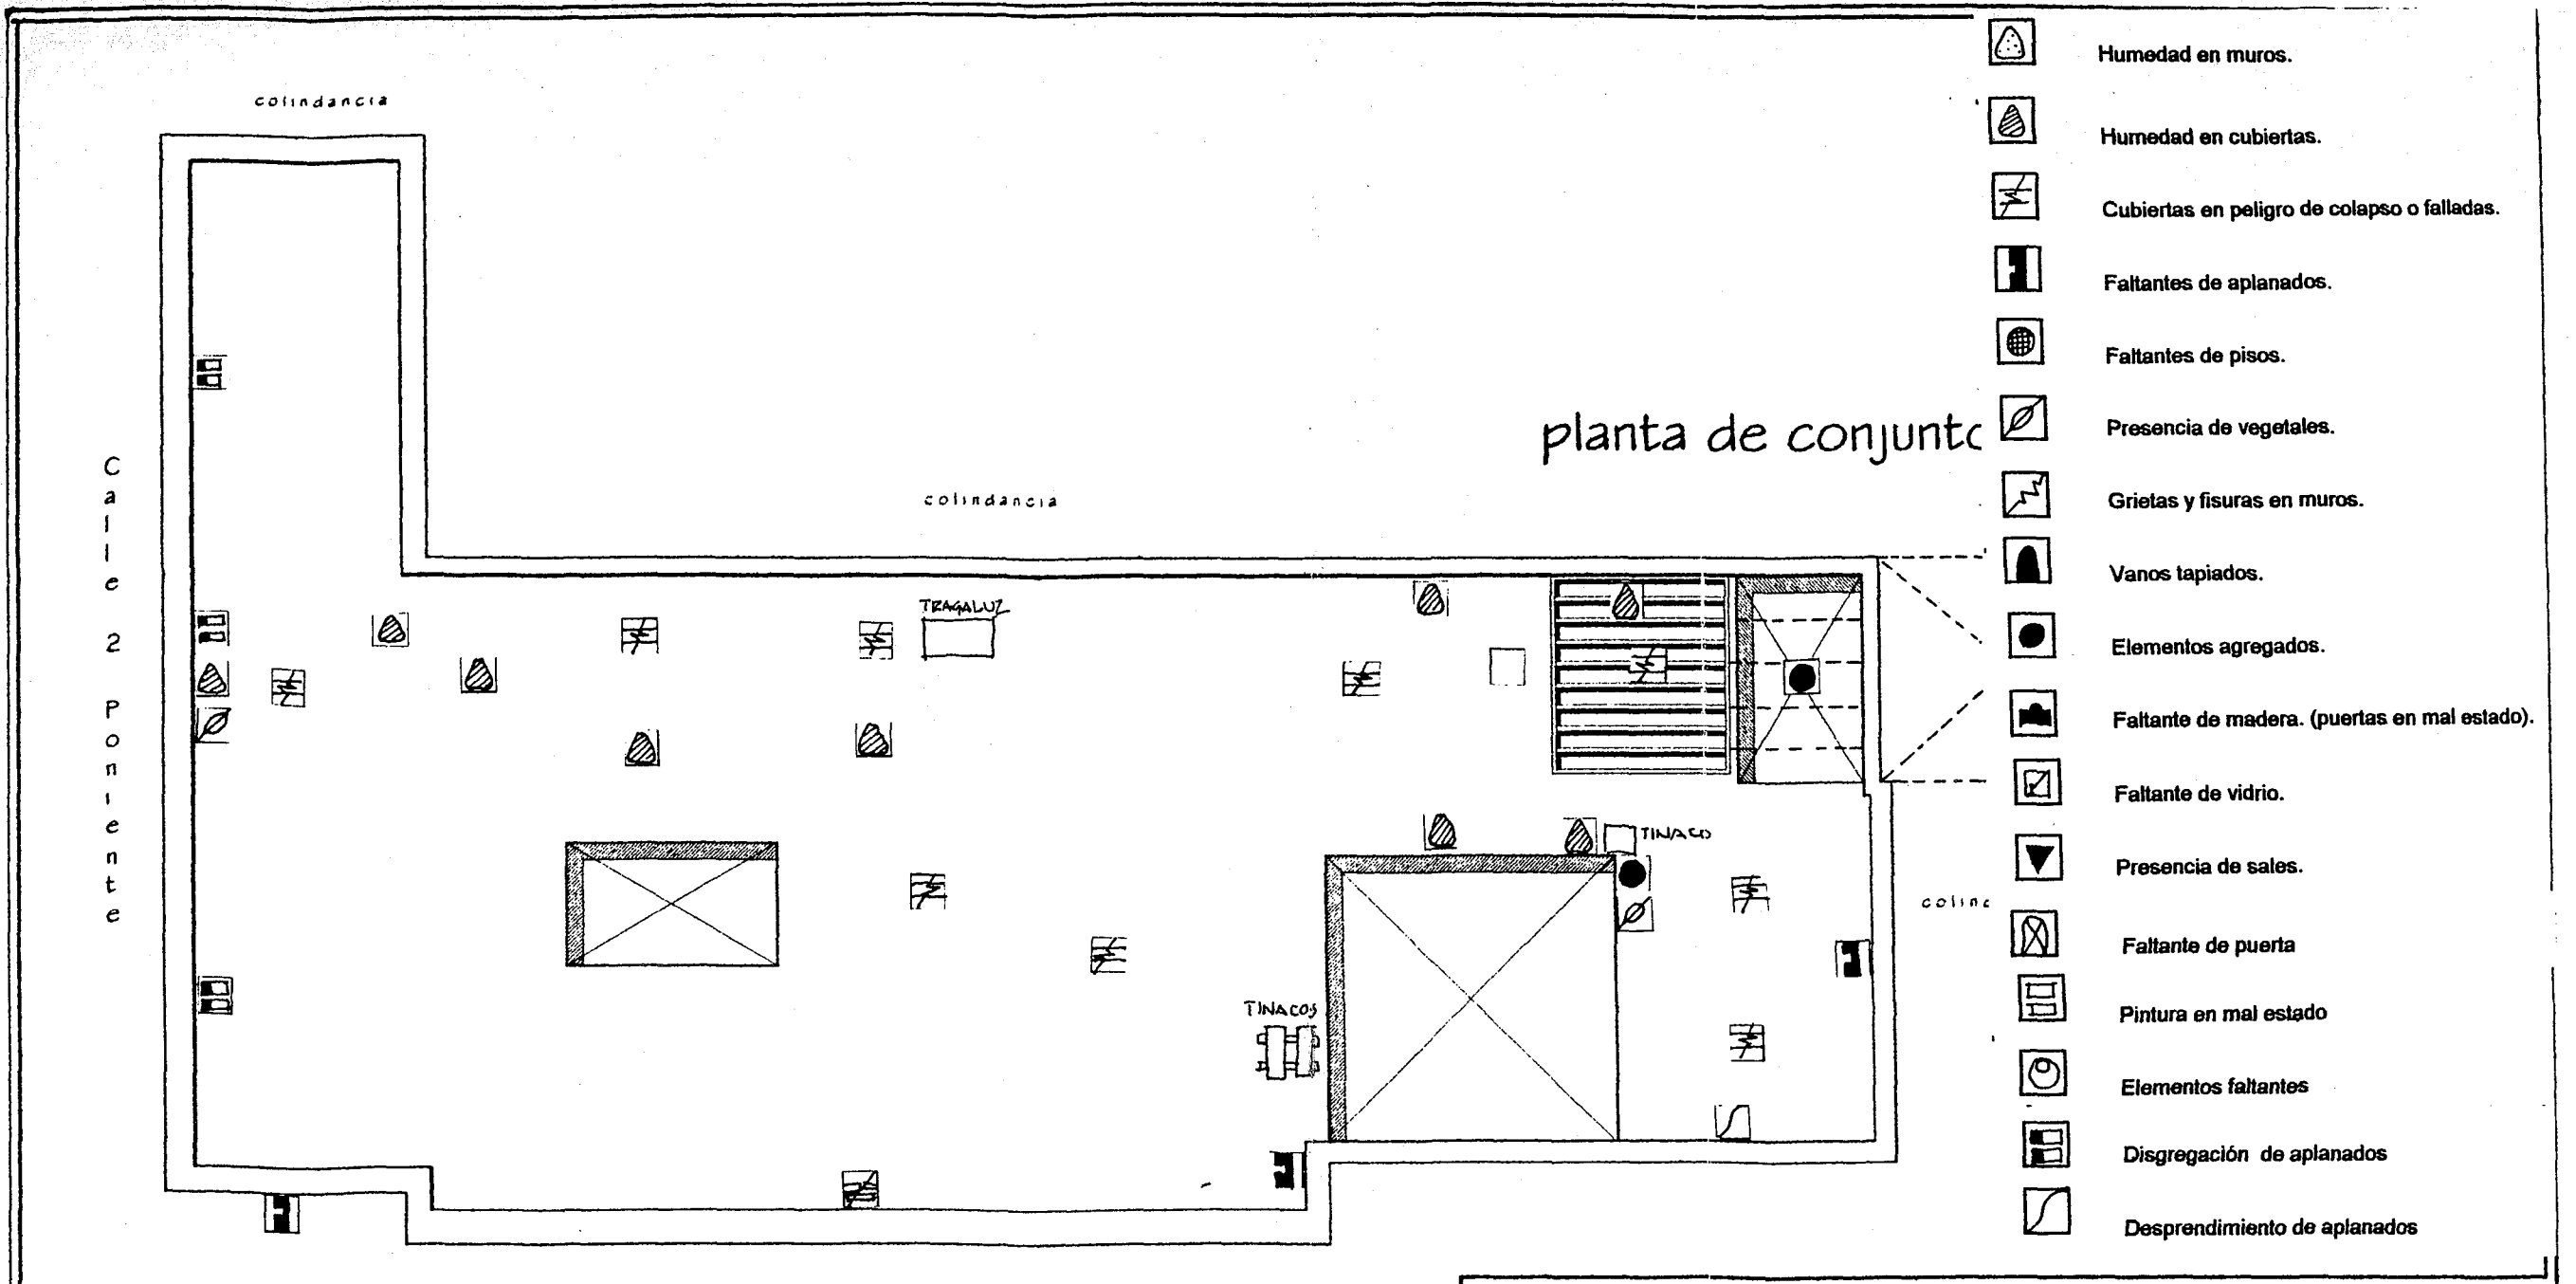 colindancia
Calle 2 Poniente
planta de conjunto
colindancia
TRAGALUZ
TINACO
TINACOS
colind
Humedad en muros.
Humedad en cubiertas.
Cubiertas en peligro de colapso o falladas.
Faltantes de aplanados.
Faltantes de pisos.
Presencia de vegetales.
Grietas y fisuras en muros.
Vanos tapiados.
Elementos agregados.
Faltante de madera. (puertas en mal estado).
Faltante de vidrio.
Presencia de sales.
Faltante de puerta
Pintura en mal estado
Elementos faltantes
Disgregación de aplanados
Desprendimiento de aplanados